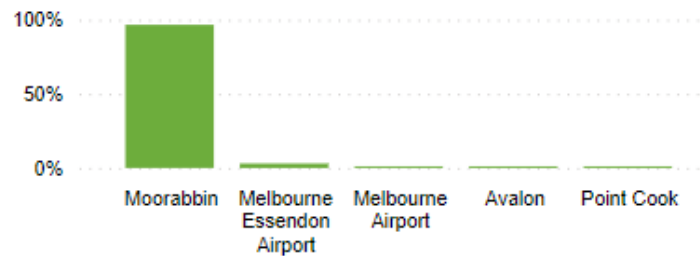 100%
50%
0%
Moorabbin
Melbourne
Essendon
Airport
Melbourne
Airport
Avalon
Point Cook